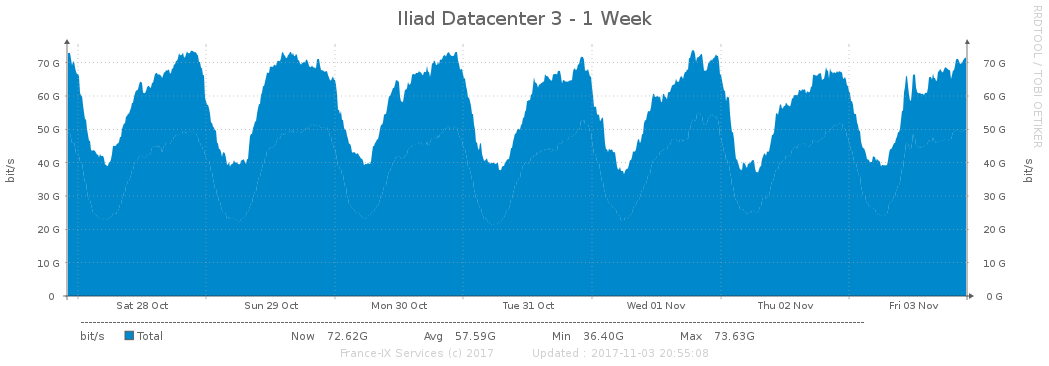 Iliad Datacenter 3 - 1 Week
RRDTOOL / TOBI OETIKER
bit/s
bit/s
70 G 70 G
60 G 60 G
50 G 50 G
40 G 40 G
30 G 30 G
20 G 20 G
10 G 10 G
0 0 G
Sat 28 Oct Sun 29 Oct Mon 30 Oct Tue 31 Oct Wed 01 Nov Thu 02 Nov Fri 03 Nov
bit/s Total Now 72.62G Avg 57.59G Min 36.40G Max 73.63G
France-IX Services (c) 2017 Updated : 2017-11-03 20:55:08